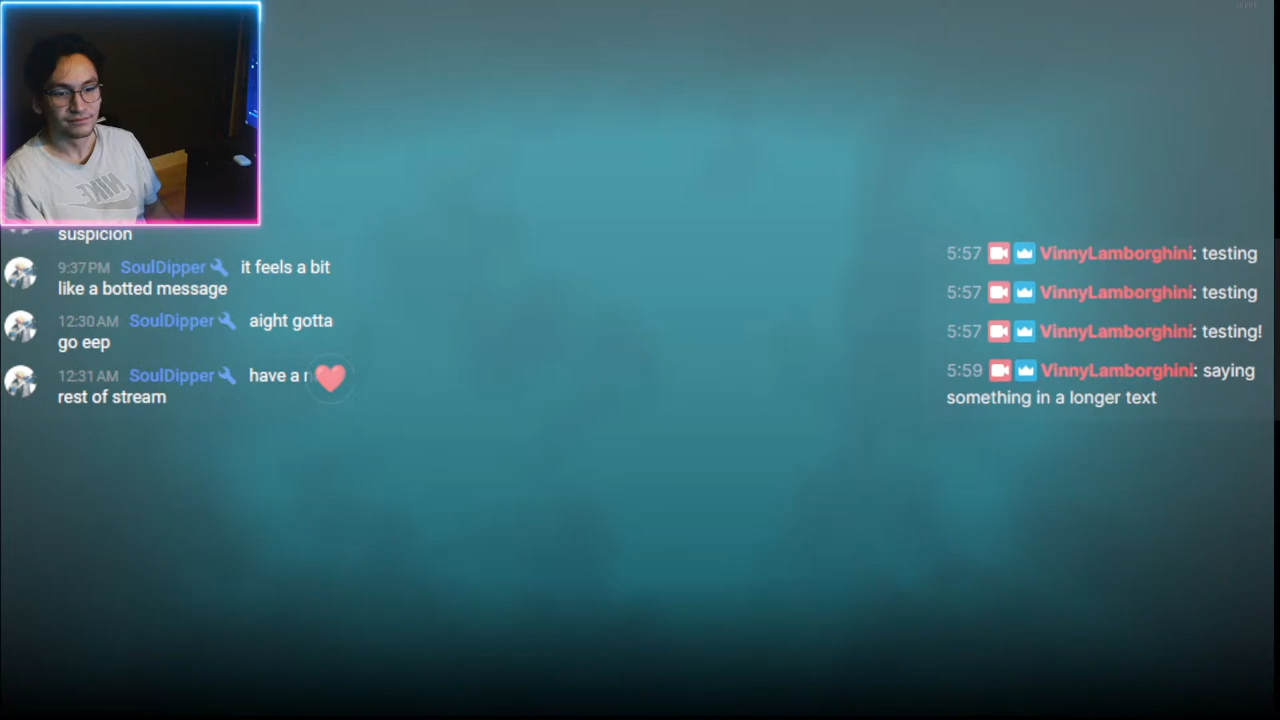 NIKE
suspicion
9:37 PM SoulDipper it feels a bit
like a botted message
12:30 AM SoulDipper aight gotta
go eep
12:31 AM SoulDipper have a
rest of stream
5:57 VinnyLamborghini: testing
5:57 VinnyLamborghini: testing
5:57 VinnyLamborghini: testing!
5:59 VinnyLamborghini: saying
something in a longer text